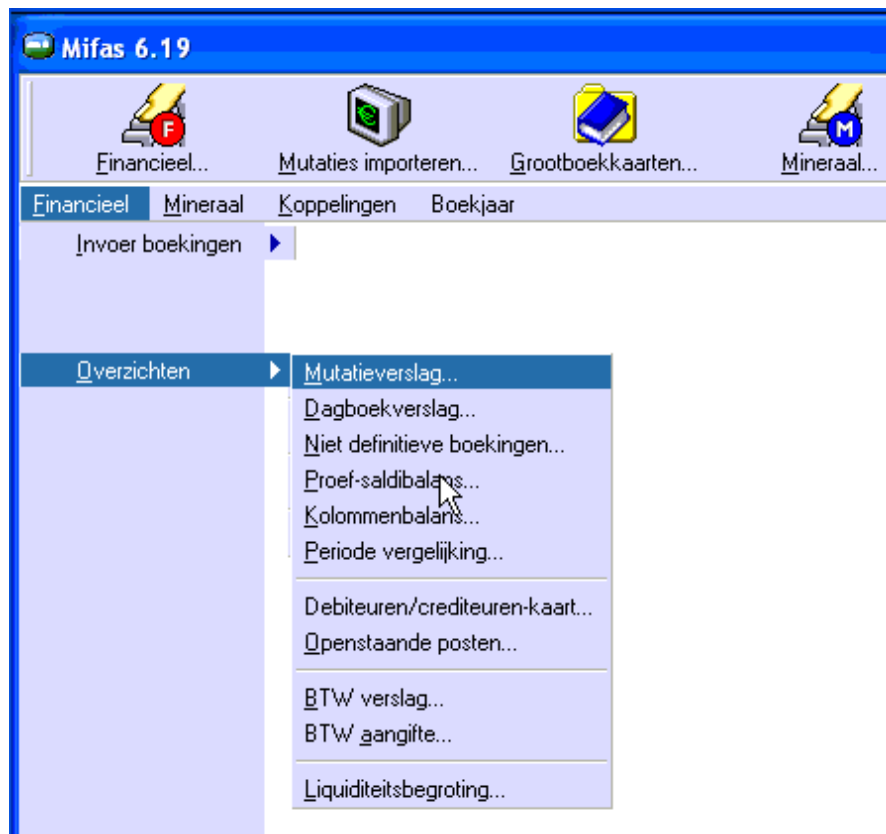 Mifas 6.19
F
€
M
Financieel...
Mutaties importeren...
Grootboekkaarten...
Mineraal...
Financieel
Mineraal
Koppelingen
Boekjaar
Invoer boekingen
Overzichten
Mutatieverslag...
Dagboekverslag...
Niet definitieve boekingen...
Proef-saldibalans...
Kolommenbalans...
Periode vergelijking...
Debiteuren/crediteuren-kaart...
Openstaande posten...
BTW verslag...
BTW aangifte...
Liquiditeitsbegroting...